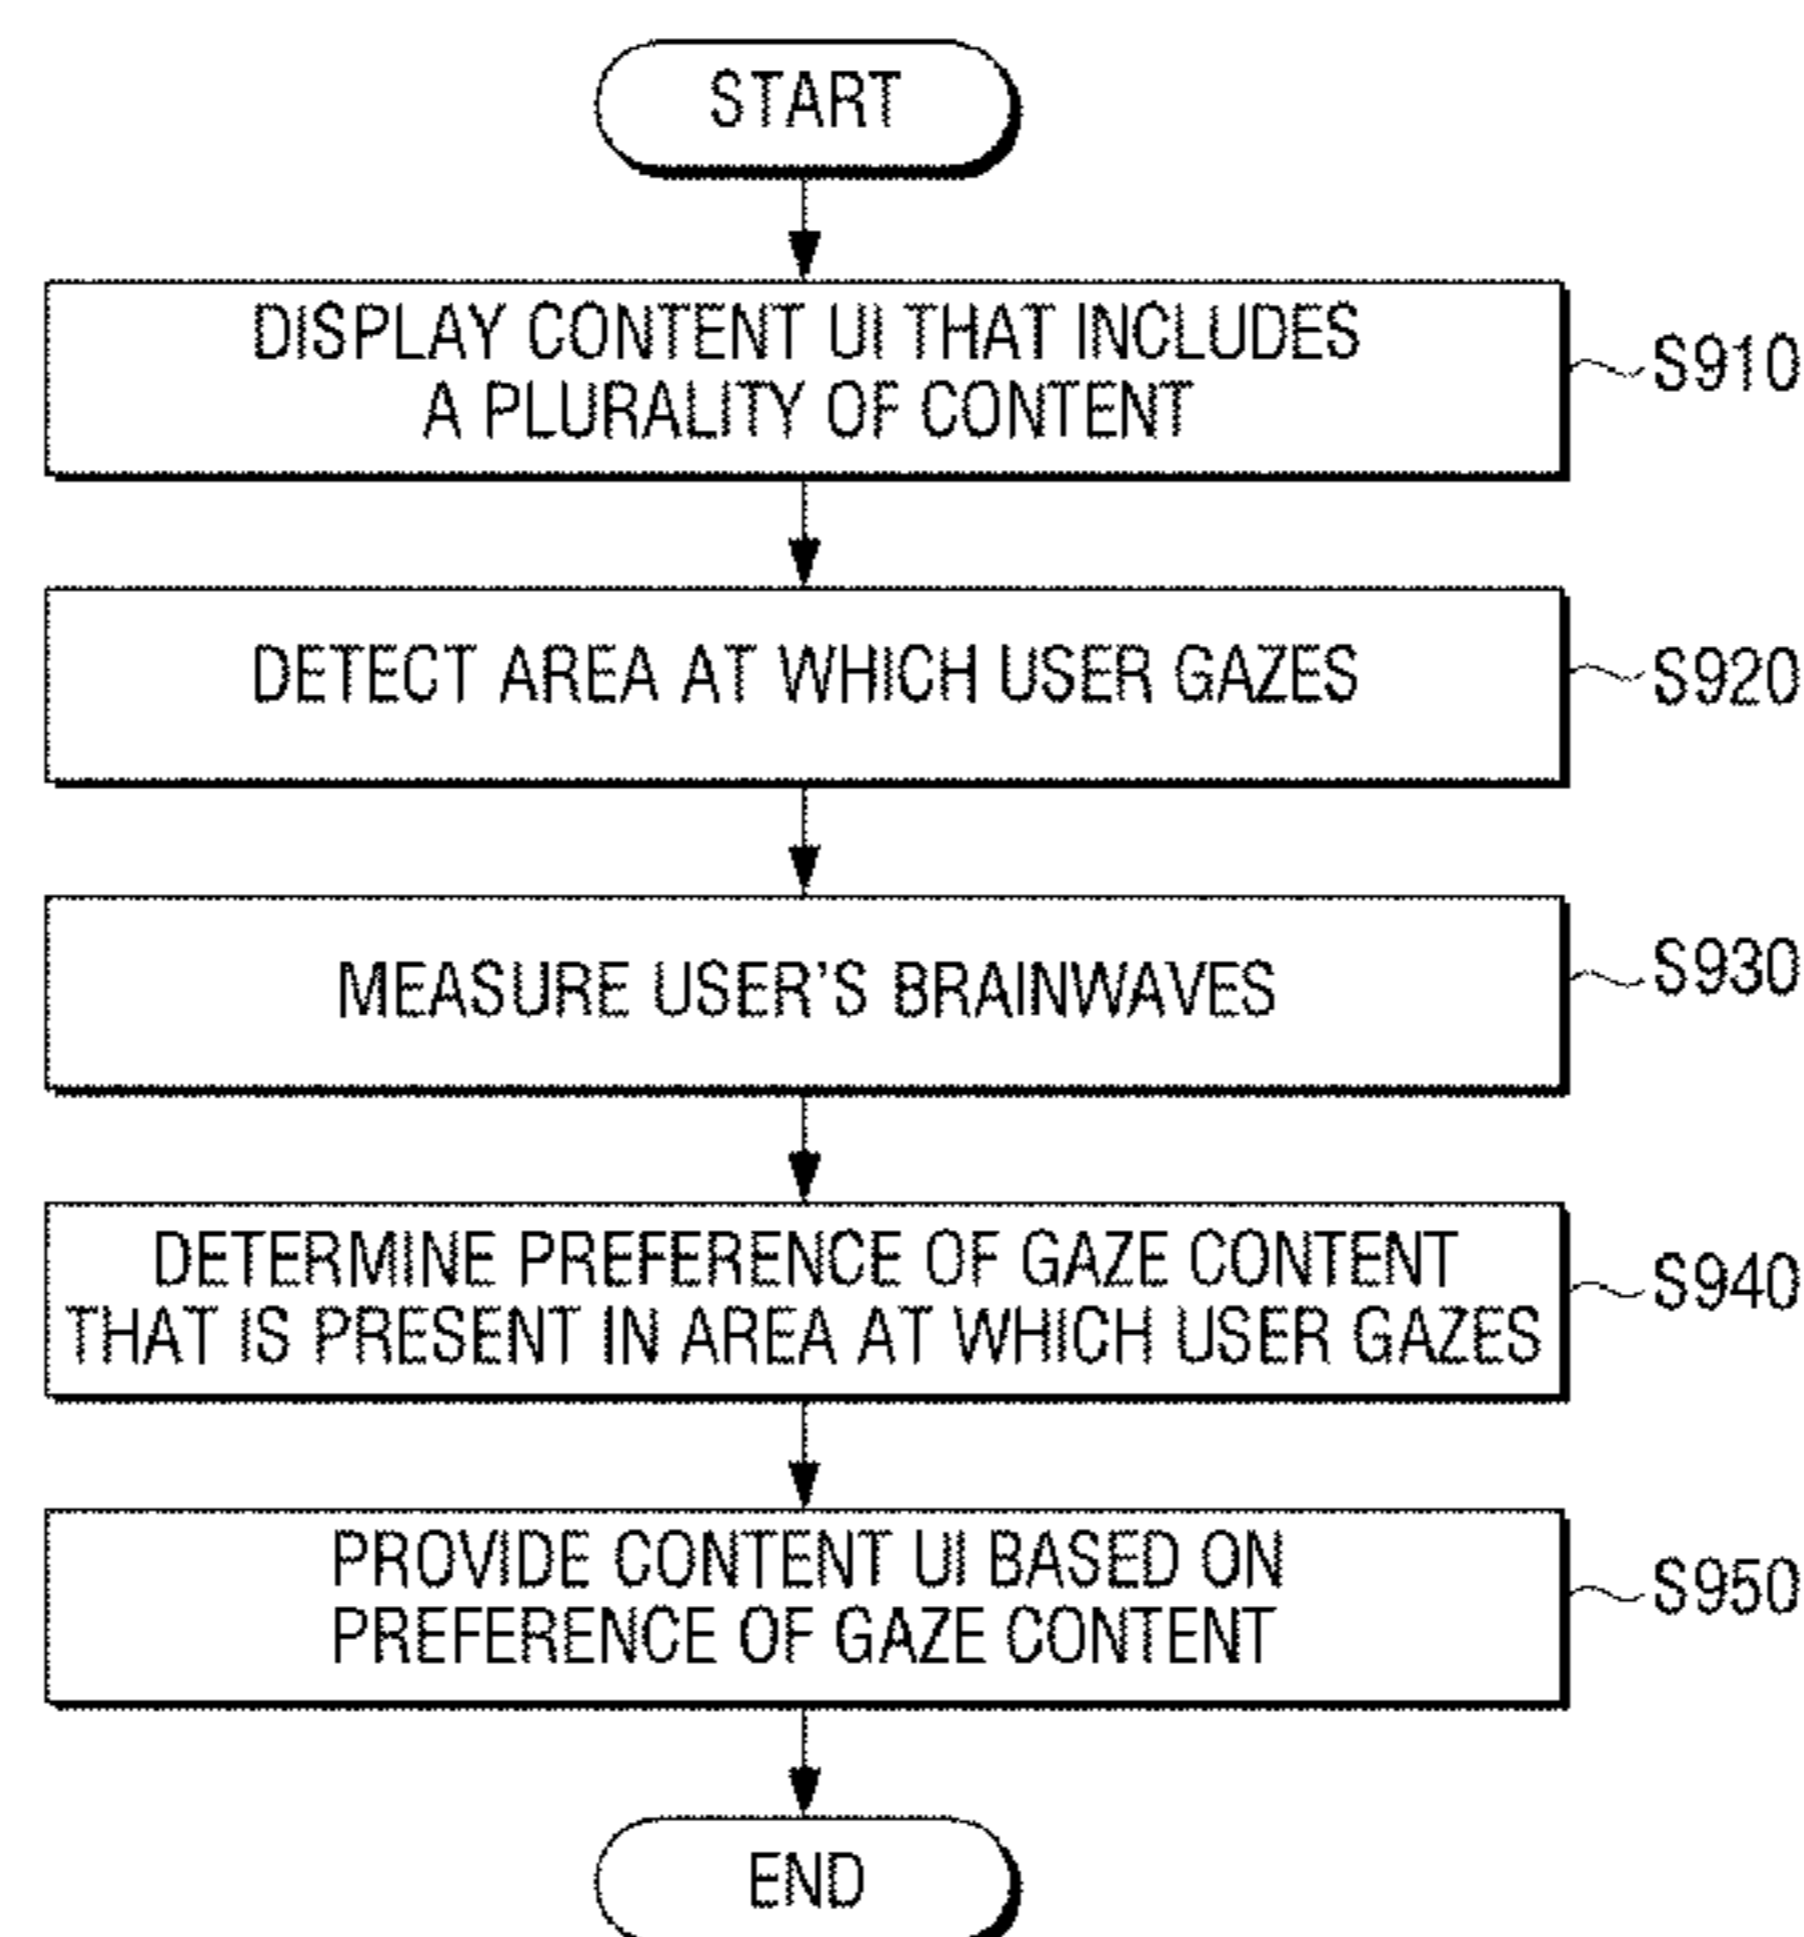 START
DISPLAY CONTENT UI THAT INCLUDES
A PLURALITY OF CONTENT
S910
DETECT AREA AT WHICH USER GAZES
S920
MEASURE USER'S BRAINWAVES
S930
DETERMINE PREFERENCE OF GAZE CONTENT
THAT IS PRESENT IN AREA AT WHICH USER GAZES
S940
PROVIDE CONTENT UI BASED ON
PREFERENCE OF GAZE CONTENT
S950
END